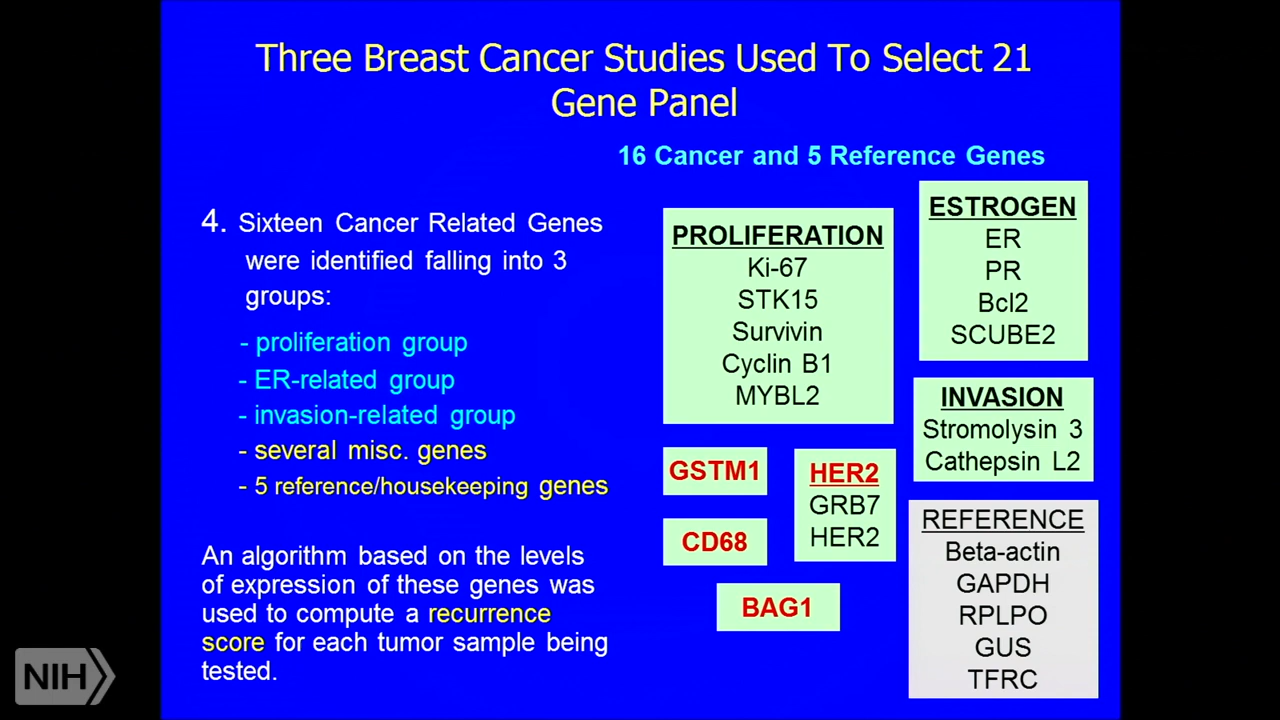 Three Breast Cancer Studies Used To Select 21
Gene Panel
16 Cancer and 5 Reference Genes
4. Sixteen Cancer Related Genes
were identified falling into 3
groups:
- proliferation group
- ER-related group
- invasion-related group
- several misc. genes
- 5 reference/housekeeping genes
An algorithm based on the levels
of expression of these genes was
used to compute a recurrence
score for each tumor sample being
tested.
PROLIFERATION
Ki-67
STK15
Survivin
Cyclin B1
MYBL2
ESTROGEN
ER
PR
Bcl2
SCUBE2
INVASION
Stromolysin 3
Cathepsin L2
GSTM1
HER2
GRB7
HER2
CD68
BAG1
REFERENCE
Beta-actin
GAPDH
RPLPO
GUS
TFRC
NIH